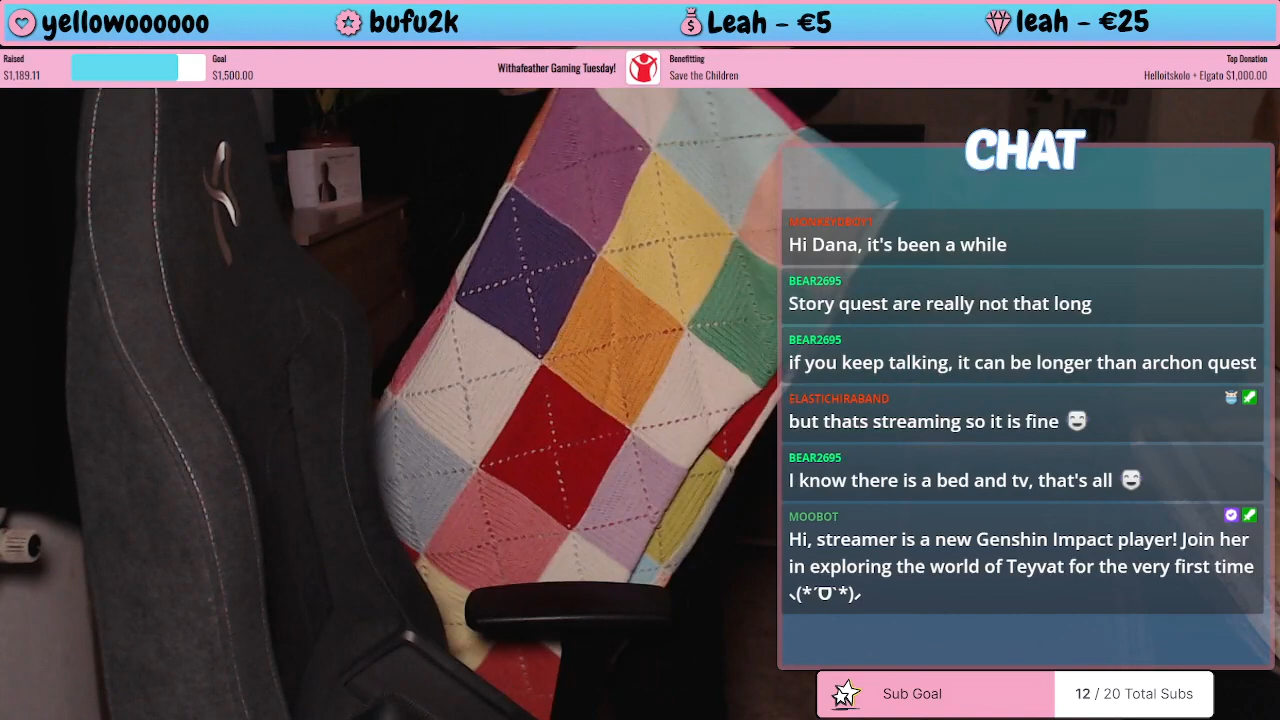 yellowoooooo
bufu2k
Leah - €5
leah - €25
Raised
$1,189.11
Goal
$1,500.00
Withafeather Gaming Tuesday!
Benefitting
Save the Children
Top Donation
Helloitskolo + Elgato $1,000.00
CHAT
Hi Dana, it's been a while
BEAR2695
Story quest are really not that long
BEAR2695
if you keep talking, it can be longer than archon quest
ELASTICHIRABAND
but thats streaming so it is fine
BEAR2695
I know there is a bed and tv, that's all
MOOBOT
Hi, streamer is a new Genshin Impact player! Join her
in exploring the world of Teyvat for the very first time
⸜(*ˊᗜˋ*)⸝
Sub Goal
12 / 20 Total Subs